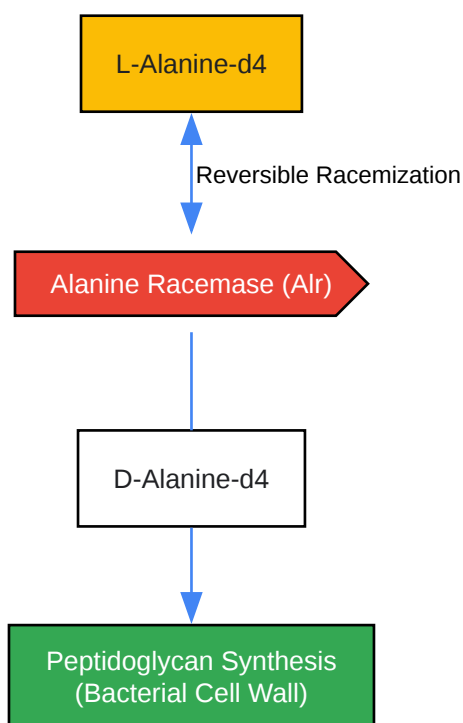 L-Alanine-d4
Reversible Racemization
Alanine Racemase (Alr)
D-Alanine-d4
Peptidoglycan Synthesis
(Bacterial Cell Wall)